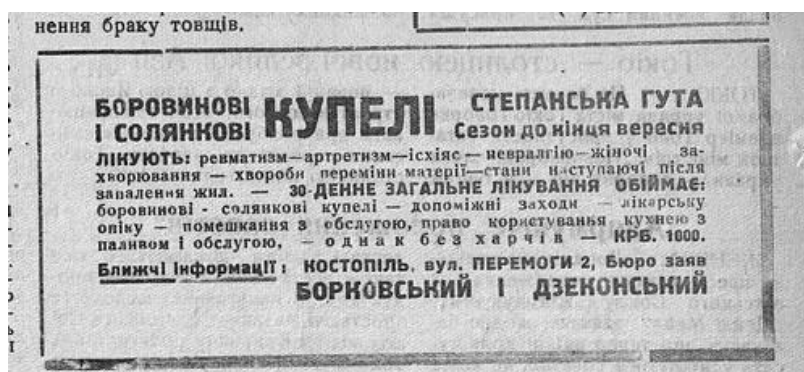 нення браку товщів.
БОРОВИНОВІ І СОЛЯНКОВІ КУПЕЛІ СТЕПАНСЬКА ГУТА
Сезон до кінця вересня
ЛІКУЮТЬ: ревматизм—артретизм—ісхіяс — невралгію—жіночі за-
хворювання — хвороби переміни матерії—стани наступаючі після
запалення жил. — 30-ДЕННЕ ЗАГАЛЬНЕ ЛІКУВАННЯ ОБІЙМАЄ:
боровинові - солянкові купелі — допоміжні заходи — лікарську
опіку — помешкання з обслугою, право користуванья кухнею з
паливом і обслугою, — однак без харчів — КРБ. 1000.
Ближчі Інформації: КОСТОПІЛЬ, вул. ПЕРЕМОГИ 2, Бюро заяв
БОРКОВСЬКИЙ І ДЗЕКОНСЬКИЙ